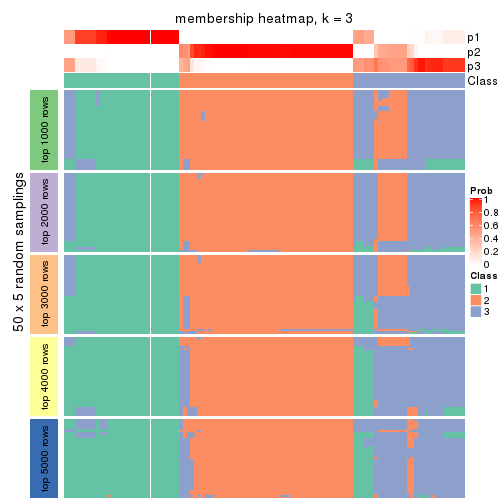 membership heatmap, k = 3
p1
p2
p3
Class
50 x 5 random samplings
top 1000 rows
top 2000 rows
top 3000 rows
top 4000 rows
top 5000 rows
Prob
1
0.8
0.6
0.4
0.2
0
Class
1
2
3